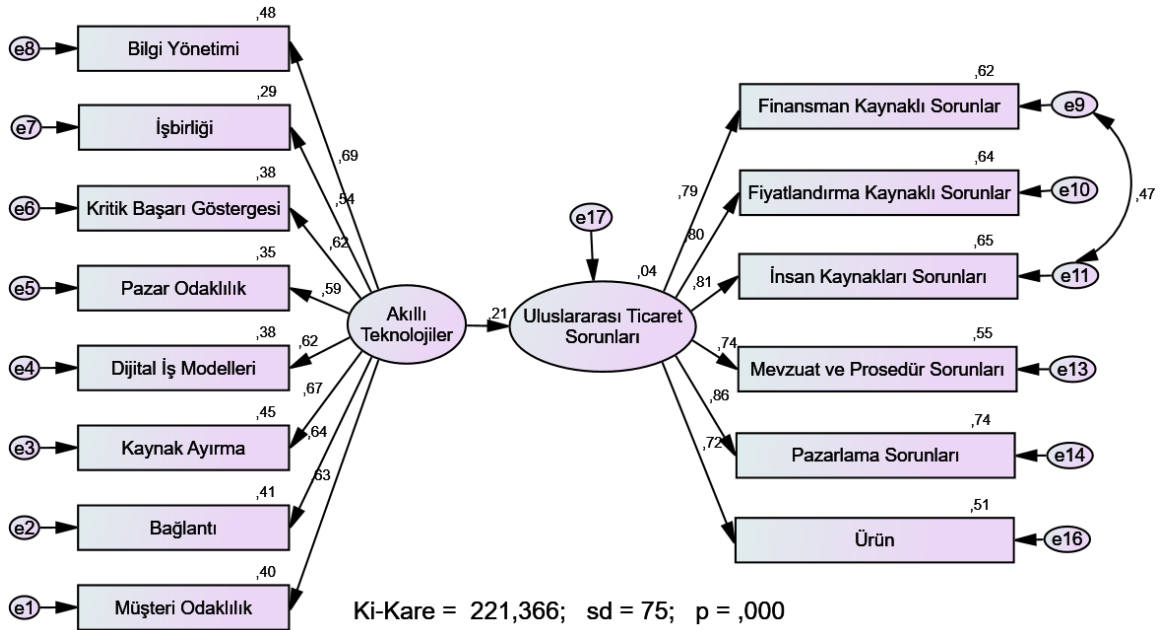 ,48
e8
Bilgi Yönetimi
,29
e7
İşbirliği
,38
e6
Kritik Başarı Göstergesi
,35
e5
Pazar Odaklılık
,38
e4
Dijital İş Modelleri
,45
e3
Kaynak Ayırma
,41
e2
Bağlantı
,40
e1
Müşteri Odaklılık
,69
,54
,62
,59
,62
,67
,64
,63
Akıllı
Teknolojiler
,21
e17
,04
Uluslararası Ticaret
Sorunları
,79
,80
,81
,74
,86
,72
,62
Finansman Kaynaklı Sorunlar
e9
,64
Fiyatlandırma Kaynaklı Sorunlar
e10
,47
,65
İnsan Kaynakları Sorunları
e11
,55
Mevzuat ve Prosedür Sorunları
e13
,74
Pazarlama Sorunları
e14
,51
Ürün
e16
Ki-Kare = 221,366; sd = 75; p = ,000